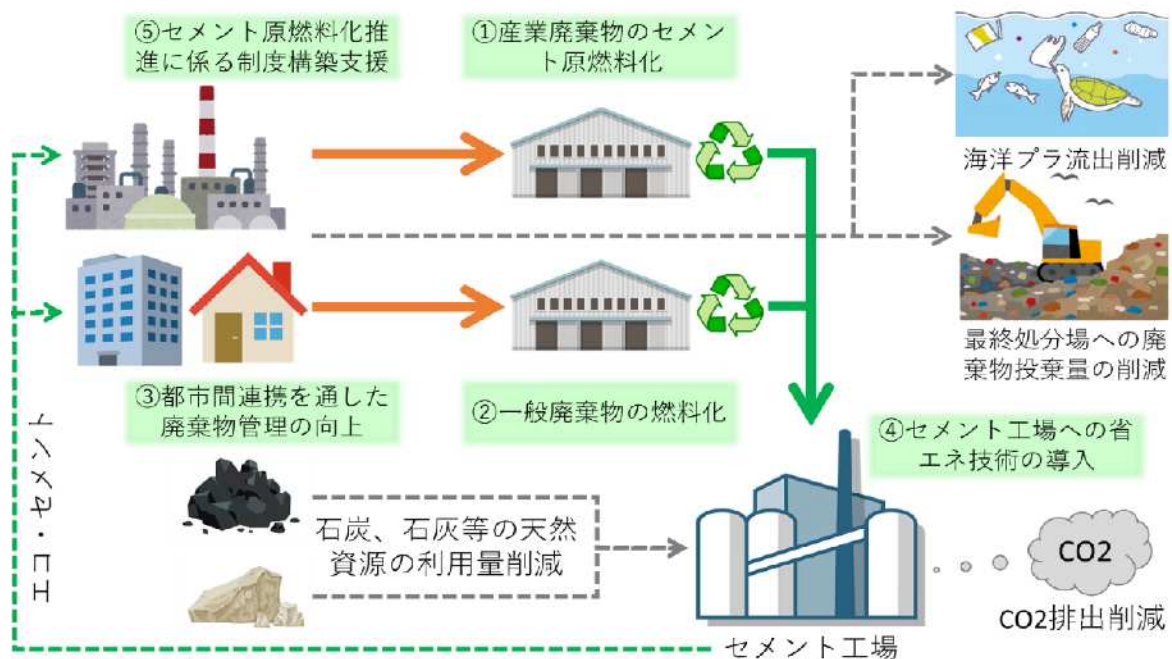 ⑤セメント原燃料化推
進に係る制度構築支援
①産業廃棄物のセメン
ト原燃料化
海洋プラ流出削減
最終処分場への廃
棄物投棄量の削減
③都市間連携を通した
廃棄物管理の向上
②一般廃棄物の燃料化
④セメント工場への省
エネ技術の導入
エコ・セメント
石炭、石灰等の天然
資源の利用量削減
CO2
CO2排出削減
セメント工場